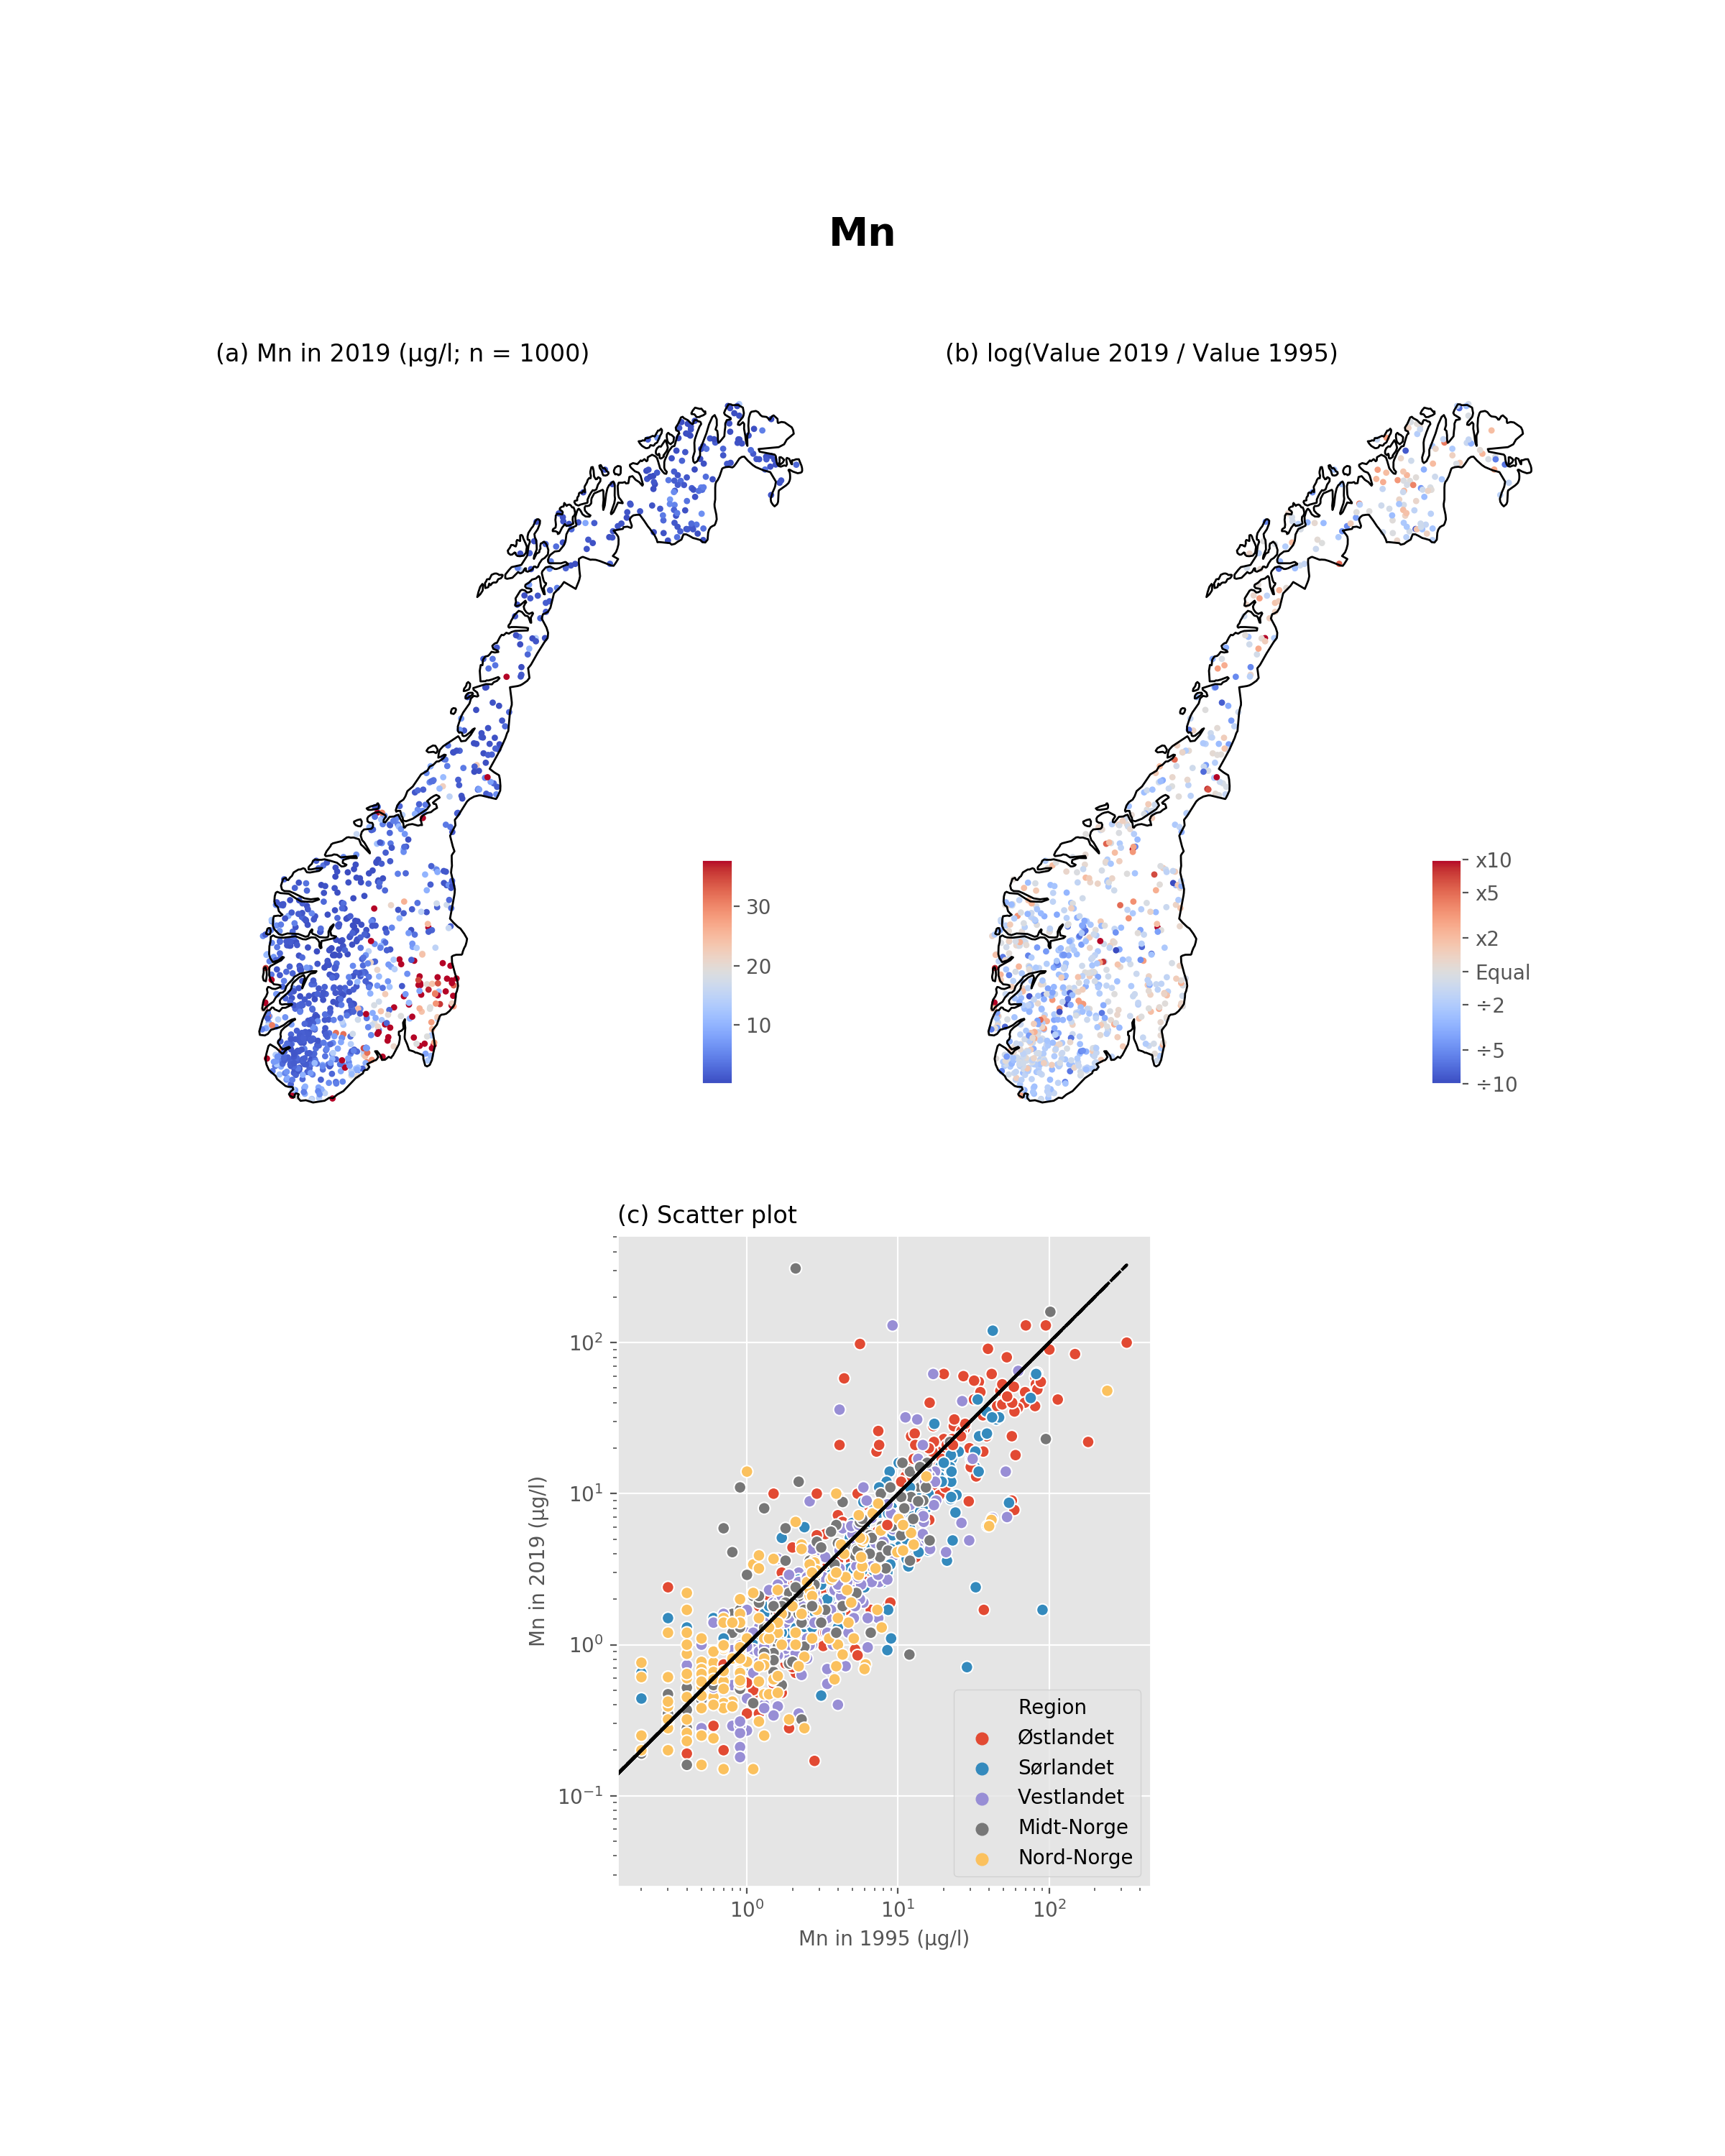 Mn
(a) Mn in 2019 (µg/l; n = 1000)
30
20
10
(b) log(Value 2019 / Value 1995)
x10
x5
x2
Equal
÷2
÷5
÷10
(c) Scatter plot
Mn in 2019 (µg/l)
10²
10¹
10⁰
10⁻¹
Region
Østlandet
Sørlandet
Vestlandet
Midt-Norge
Nord-Norge
10⁰ 10¹ 10²
Mn in 1995 (µg/l)